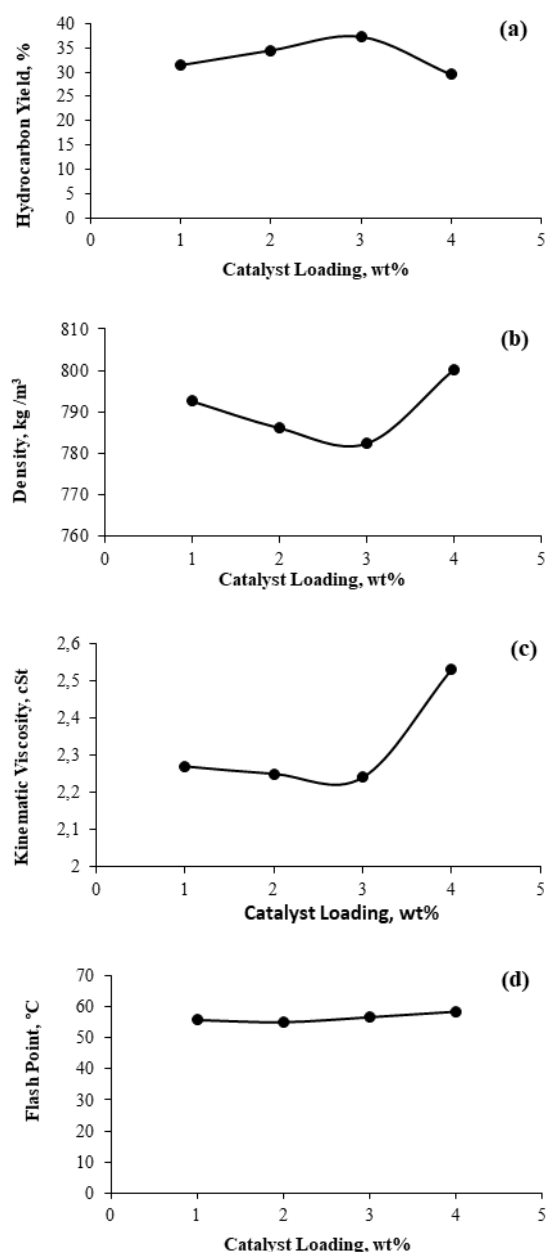 (a)
Hydrocarbon Yield, %
40
35
30
25
20
15
10
5
0
0 1 2 3 4 5
Catalyst Loading, wt%
(b)
Density, kg /m³
810
800
790
780
770
760
0 1 2 3 4 5
Catalyst Loading, wt%
(c)
Kinematic Viscosity, cSt
2,6
2,5
2,4
2,3
2,2
2,1
2
0 1 2 3 4 5
Catalyst Loading, wt%
(d)
Flash Point, °C
70
60
50
40
30
20
10
0
0 1 2 3 4 5
Catalyst Loading, wt%